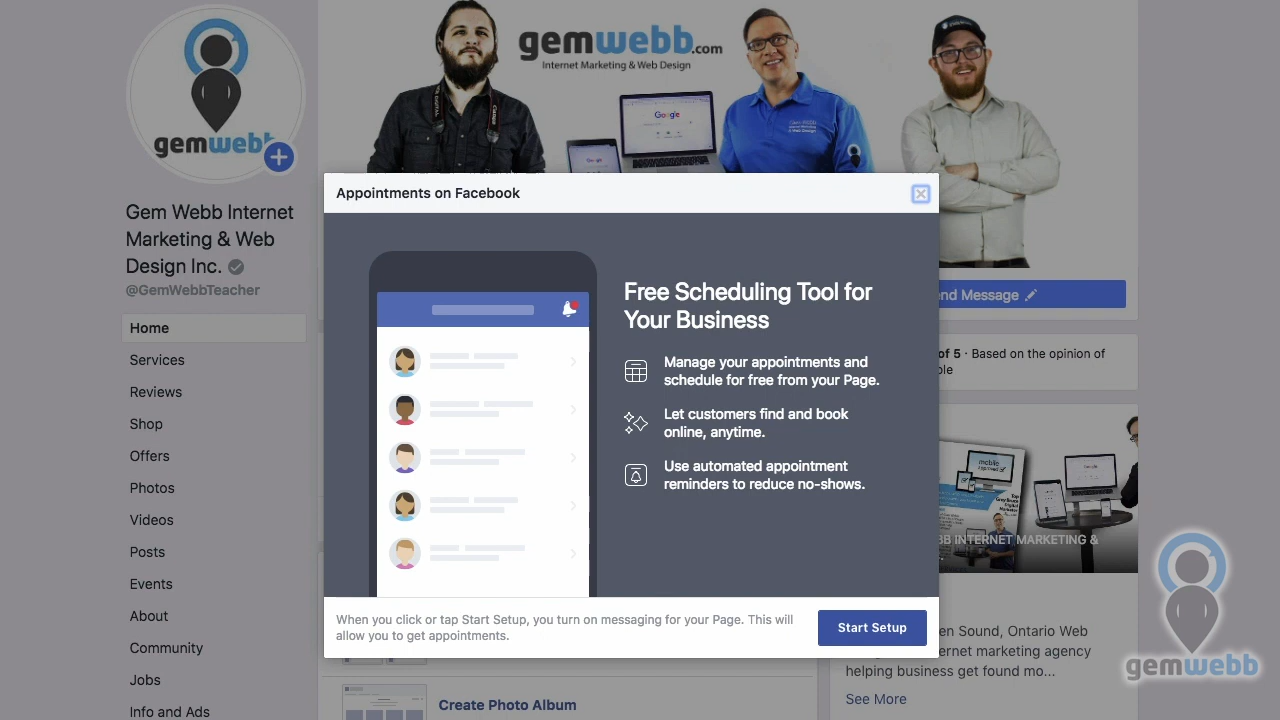 gemwebb
Gem Webb Internet
Marketing & Web
Design Inc.
@GemWebbTeacher
Home
Services
Reviews
Shop
Offers
Photos
Videos
Posts
Events
About
Community
Jobs
Info and Ads
gemwebb.com
Internet Marketing & Web Design
Google
Appointments on Facebook
Free Scheduling Tool for
Your Business
Manage your appointments and
schedule for free from your Page.
Let customers find and book
online, anytime.
Use automated appointment
reminders to reduce no-shows.
When you click or tap Start Setup, you turn on messaging for your Page. This will
allow you to get appointments.
Start Setup
Create Photo Album
nd Message
of 5 · Based on the opinion of
ple
mobile
Google
BB INTERNET MARKETING &
en Sound, Ontario Web
ternet marketing agency
helping business get found mo...
See More
gemwebb